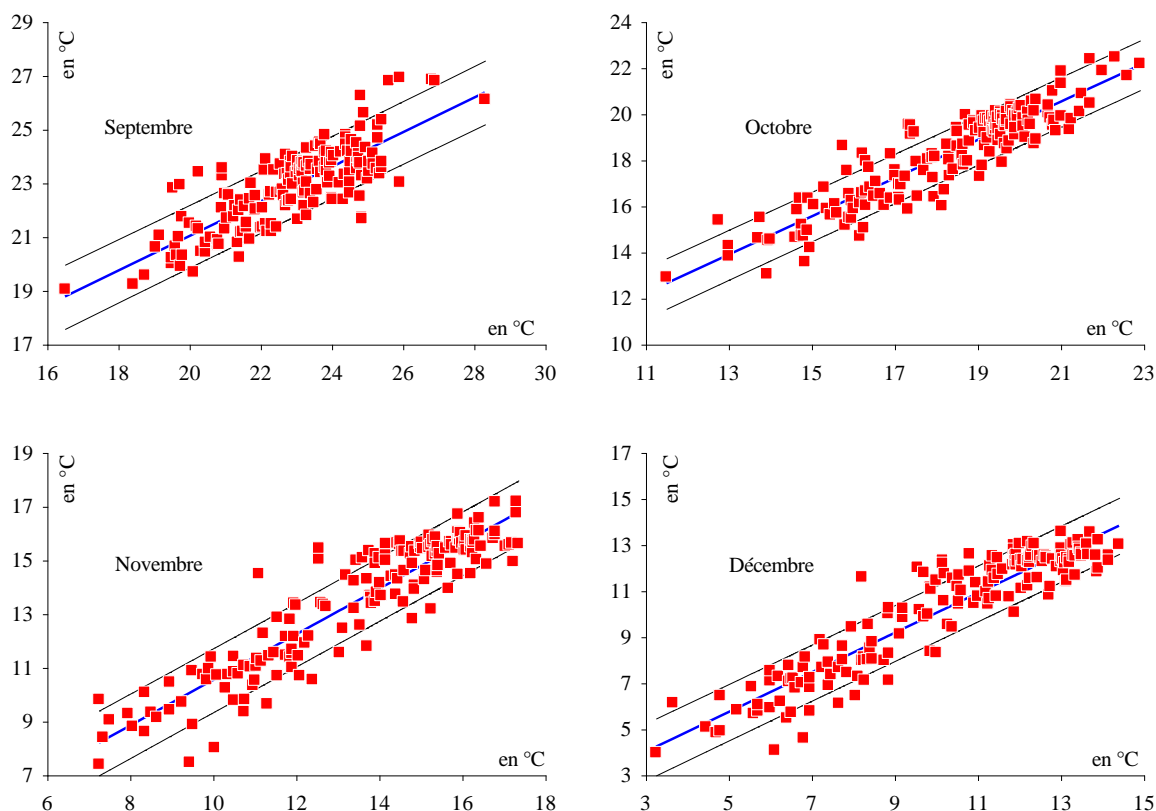 29
27
25
23
21
19
17
en °C
Septembre
en °C
16 18 20 22 24 26 28 30
24
22
20
18
16
14
12
10
en °C
Octobre
en °C
11 13 15 17 19 21 23
19
17
15
13
11
9
7
en °C
Novembre
en °C
6 8 10 12 14 16 18
17
15
13
11
9
7
5
3
en °C
Décembre
en °C
3 5 7 9 11 13 15